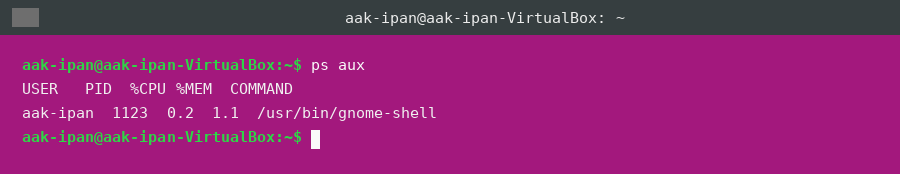 aak-ipan@aak-ipan-VirtualBox: ~
aak-ipan@aak-ipan-VirtualBox:~$ ps aux
USER   PID  %CPU %MEM  COMMAND
aak-ipan  1123  0.2  1.1  /usr/bin/gnome-shell
aak-ipan@aak-ipan-VirtualBox:~$